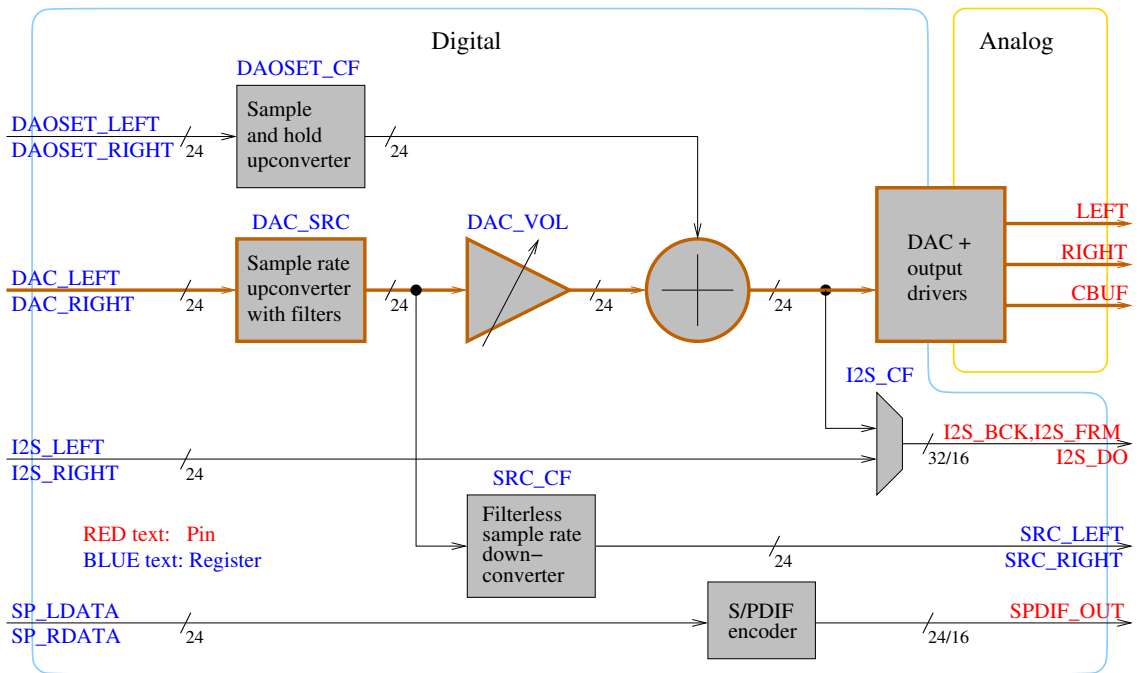 Digital
Analog
DAOSET_CF
DAOSET_LEFT
DAOSET_RIGHT
24
Sample
and hold
upconverter
24
DAC_SRC
DAC_VOL
DAC_LEFT
DAC_RIGHT
24
Sample rate
upconverter
with filters
24
24
24
DAC +
output
drivers
LEFT
RIGHT
CBUF
I2S_CF
I2S_LEFT
I2S_RIGHT
24
32/16
I2S_BCK,I2S_FRM
I2S_DO
SRC_CF
Filterless
sample rate
down−
converter
24
SRC_LEFT
SRC_RIGHT
RED text: Pin
BLUE text: Register
SP_LDATA
SP_RDATA
24
S/PDIF
encoder
24/16
SPDIF_OUT